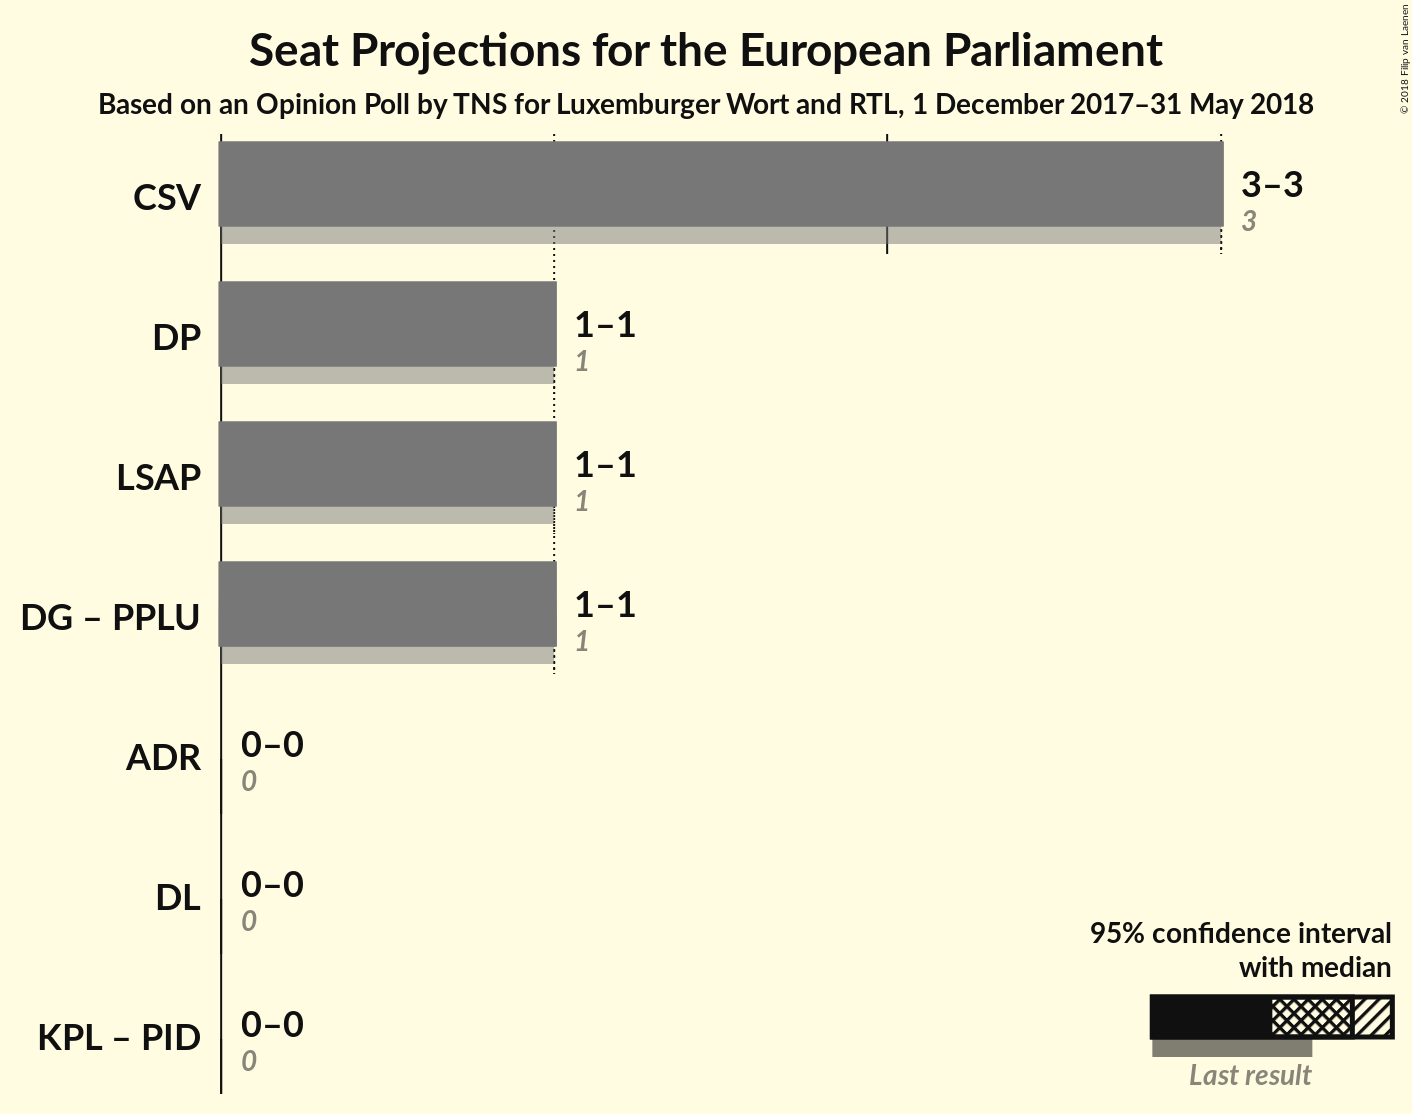 Seat Projections for the European Parliament
Based on an Opinion Poll by TNS for Luxemburger Wort and RTL, 1 December 2017–31 May 2018
© 2018 Filip van Laenen
CSV
3–3
3
DP
1–1
1
LSAP
1–1
1
DG – PPLU
1–1
1
ADR
0–0
0
DL
0–0
0
KPL – PID
0–0
0
95% confidence interval
with median
Last result